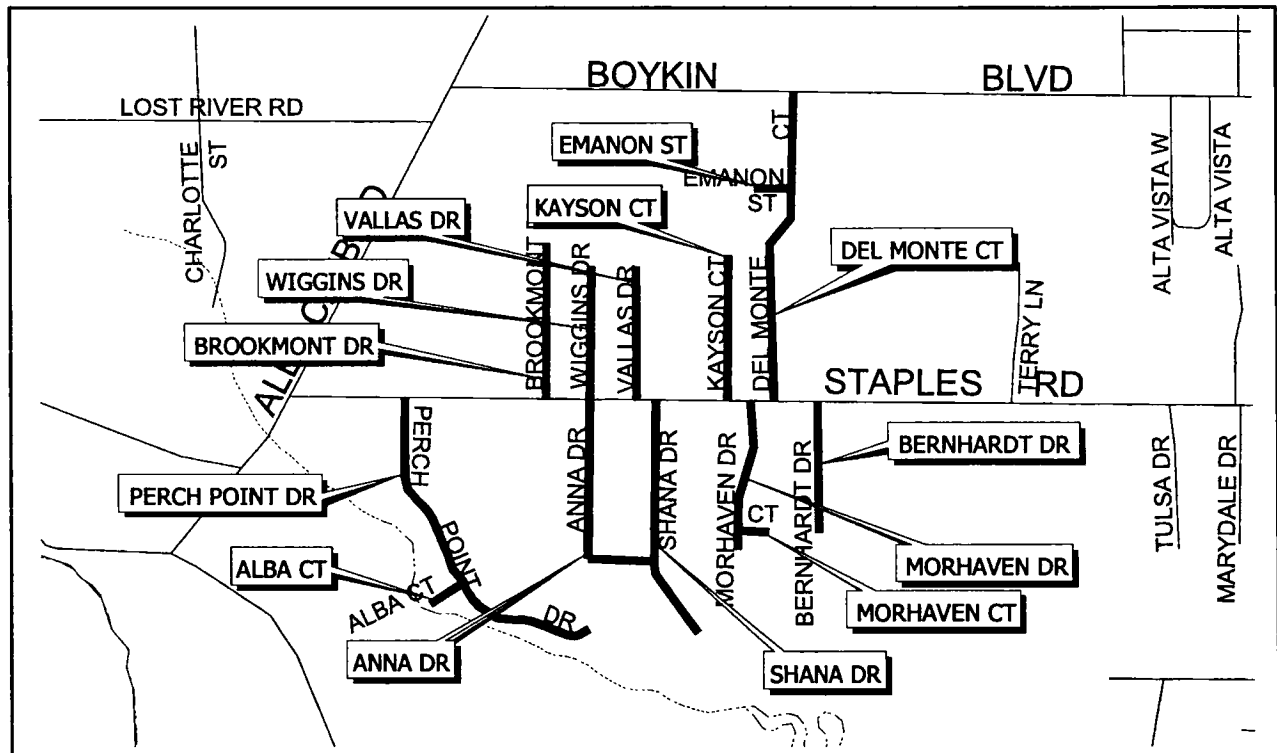 BOYKIN BLVD
LOST RIVER RD
CHARLOTTE ST
EMANON ST
CT
EMANON ST
KAYSON CT
VALLAS DR
WIGGINS DR
BROOKMONT DR
DEL MONTE CT
ALTA VISTA W
ALTA VISTA
BROOKMONT
WIGGINS DR
VALLAS DR
KAYSON CT
DEL MONTE
TERRY LN
STAPLES RD
PERCH POINT DR
PERCH POINT DR
ANNA DR
SHANA DR
MORHAVEN DR
CT
BERNHARDT DR
BERNHARDT DR
TULSA DR
MARYDALE DR
ALBA CT
ALBA CT
ANNA DR
SHANA DR
MORHAVEN DR
MORHAVEN CT